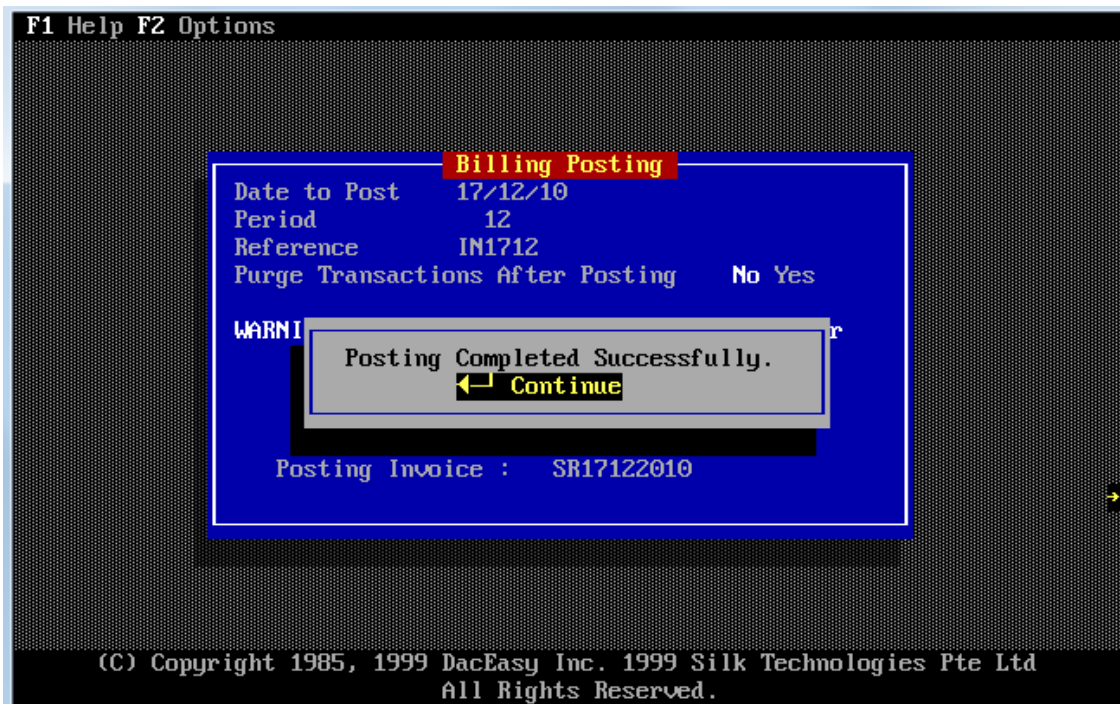 F1 Help F2 Options
Billing Posting
Date to Post 17/12/10
Period 12
Reference IN1712
Purge Transactions After Posting No Yes
WARNI r
Posting Completed Successfully.
Continue
Posting Invoice : SR17122010
(C) Copyright 1985, 1999 DacEasy Inc. 1999 Silk Technologies Pte Ltd
All Rights Reserved.